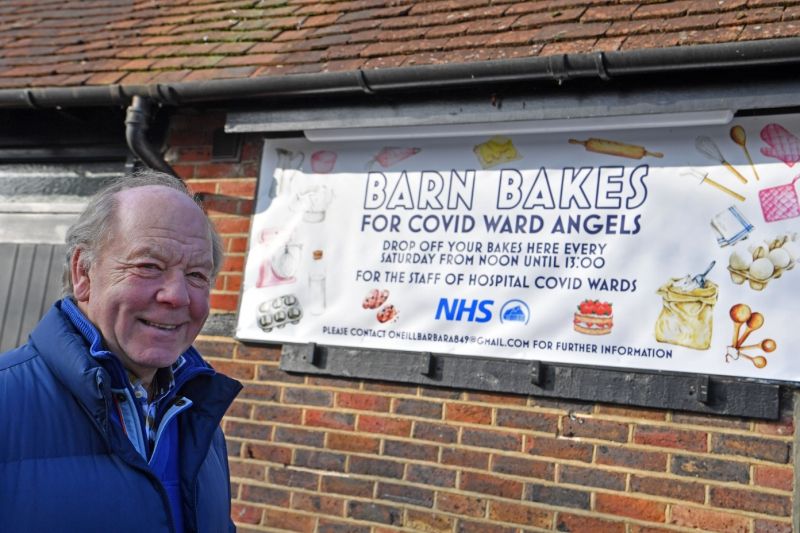 BARN BAKES
FOR COVID WARD ANGELS
DROP OFF YOUR BAKES HERE EVERY
SATURDAY FROM NOON UNTIL 13:00
FOR THE STAFF OF HOSPITAL COVID WARDS
NHS
PLEASE CONTACT ONEILLBARBARA849@GMAIL.COM FOR FURTHER INFORMATION